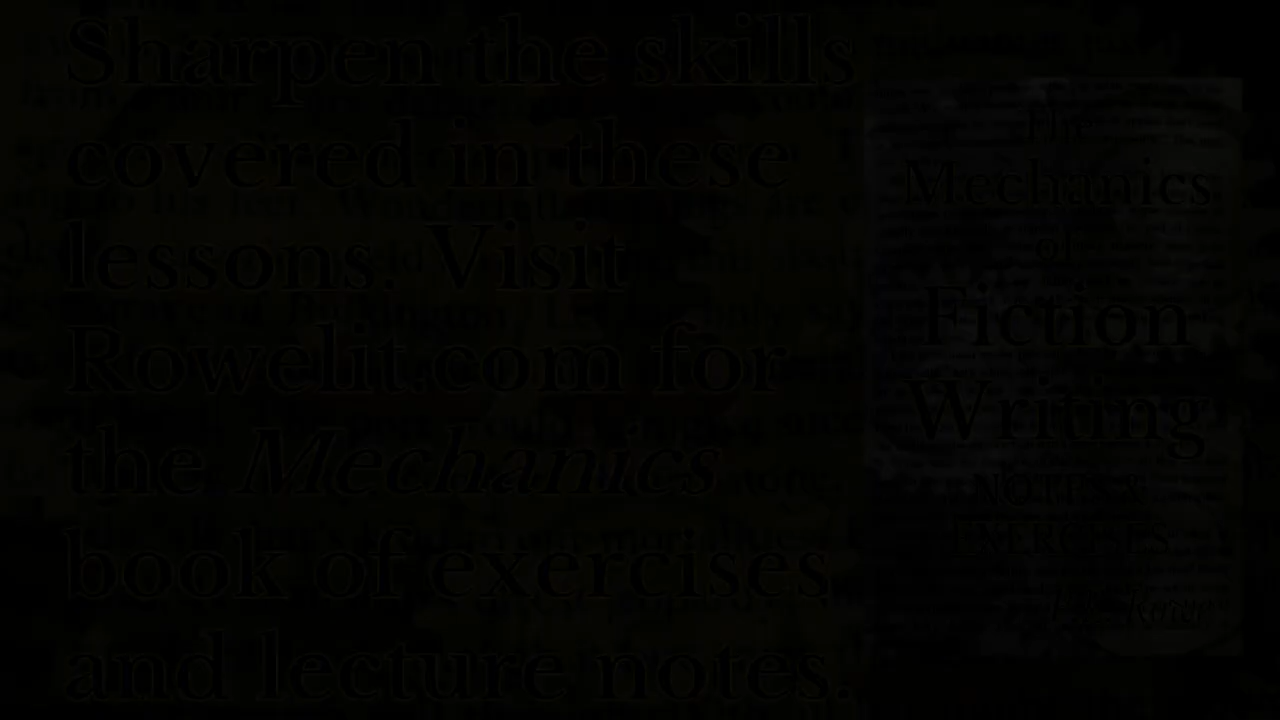 Sharpen the skills
covered in these
lessons. Visit
Rowelit.com for
the Mechanics
book of exercises
and lecture notes.
The
Mechanics
of
Fiction
Writing
NOTES &
EXERCISES
Rowe